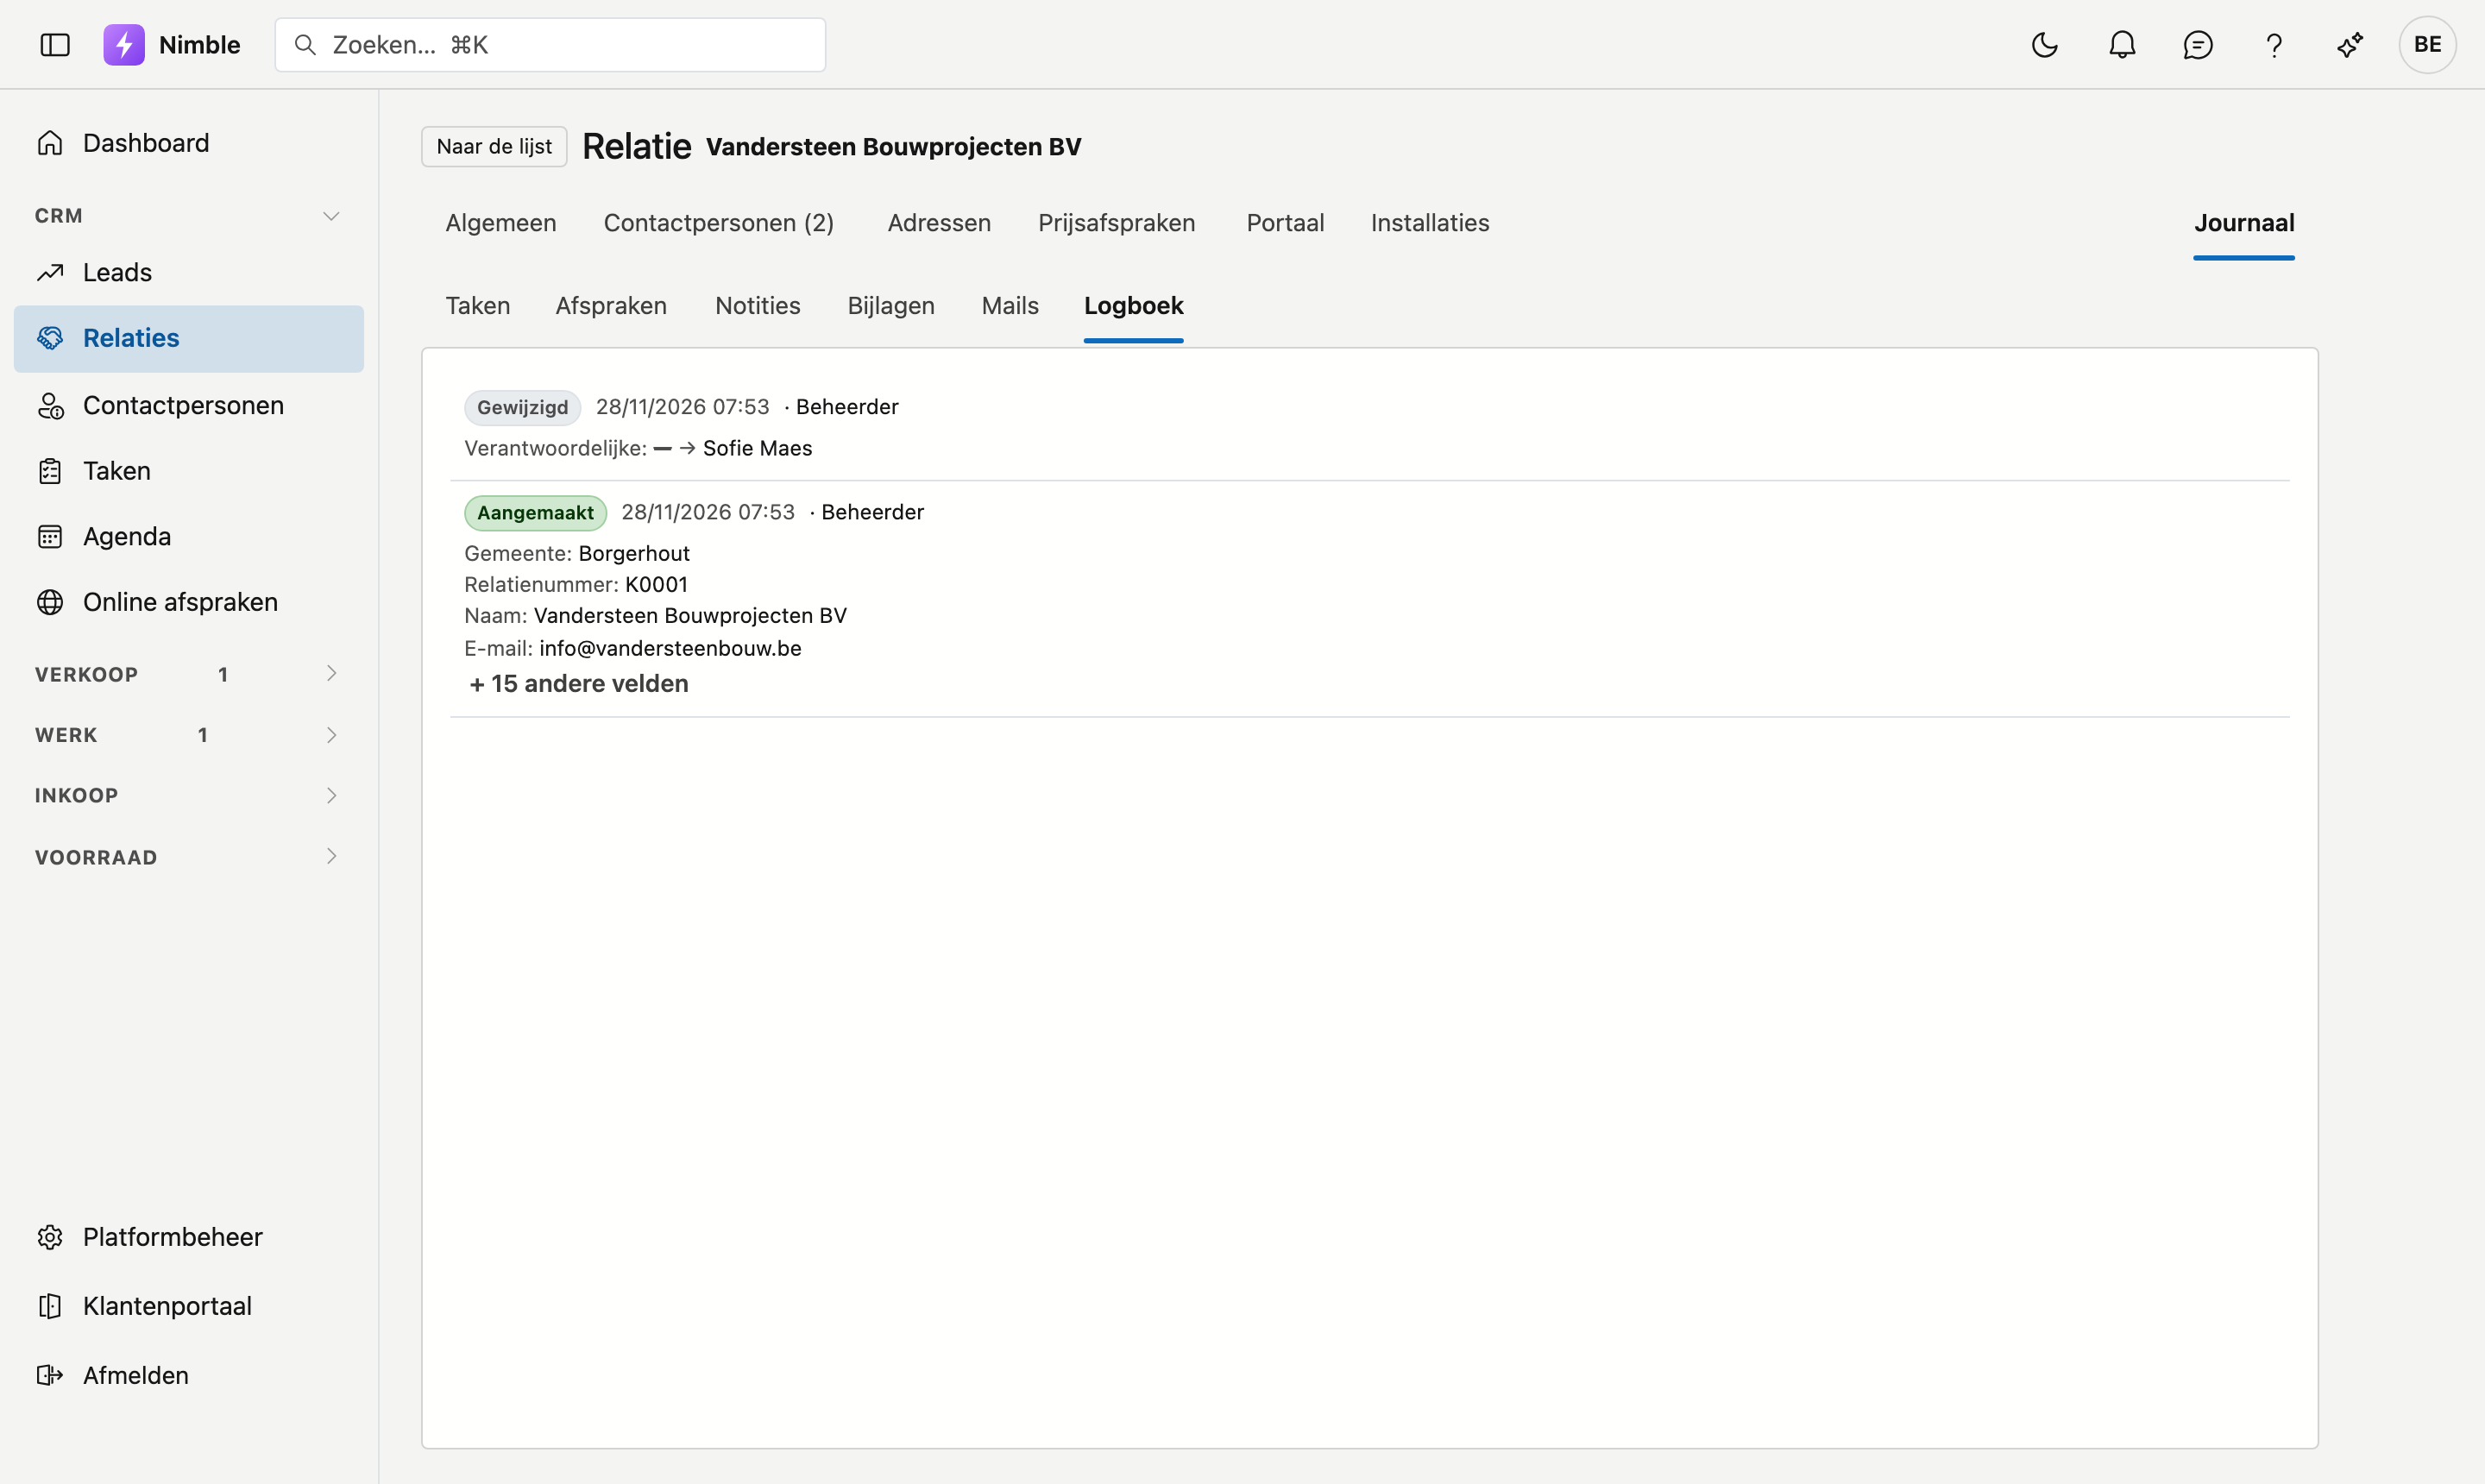 Nimble
Zoeken... ⌘K
BE
Dashboard
CRM
Leads
Relaties
Contactpersonen
Taken
Agenda
Online afspraken
VERKOOP 1
WERK 1
INKOOP
VOORRAAD
Platformbeheer
Klantenportaal
Afmelden
Naar de lijst Relatie Vandersteen Bouwprojecten BV
Algemeen Contactpersonen (2) Adressen Prijsafspraken Portaal Installaties Journaal
Taken Afspraken Notities Bijlagen Mails Logboek
Gewijzigd 28/11/2026 07:53 · Beheerder
Verantwoordelijke: — → Sofie Maes
Aangemaakt 28/11/2026 07:53 · Beheerder
Gemeente: Borgerhout
Relatienummer: K0001
Naam: Vandersteen Bouwprojecten BV
E-mail: info@vandersteenbouw.be
+ 15 andere velden